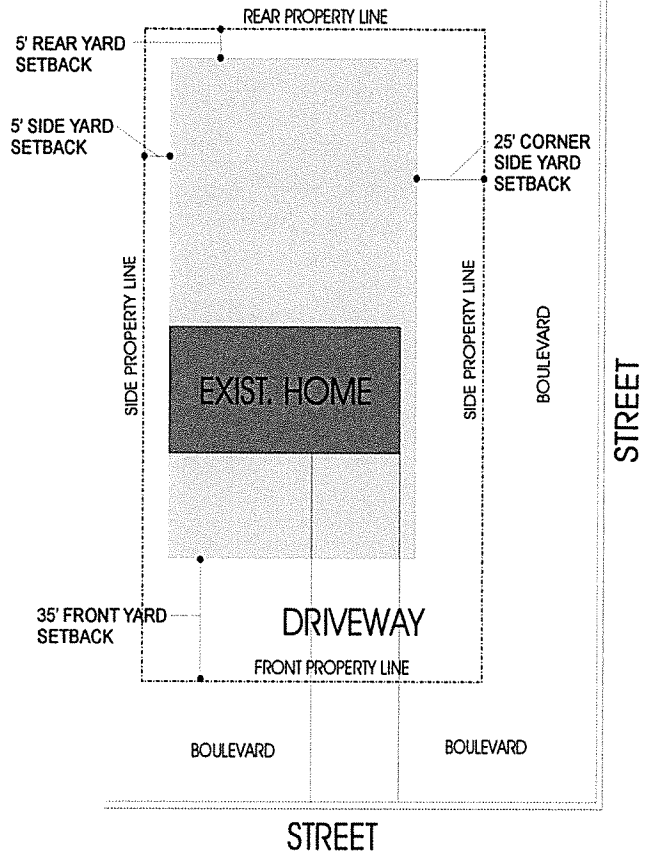 REAR PROPERTY LINE
5' REAR YARD
SETBACK
5' SIDE YARD
SETBACK
25' CORNER
SIDE YARD
SETBACK
SIDE PROPERTY LINE
SIDE PROPERTY LINE
BOULEVARD
STREET
EXIST. HOME
35' FRONT YARD
SETBACK
DRIVEWAY
FRONT PROPERTY LINE
BOULEVARD
BOULEVARD
STREET